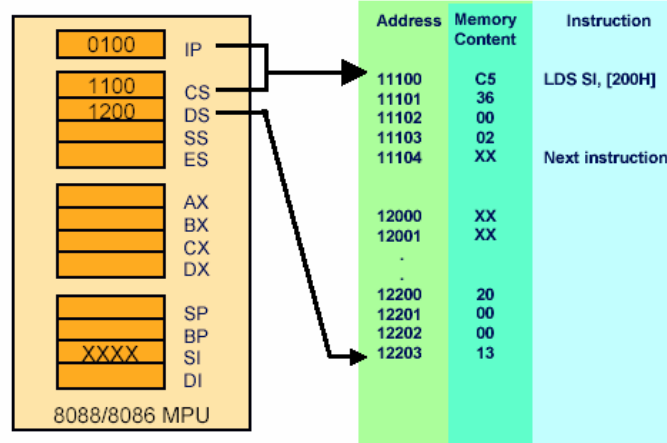 0100 IP
1100 CS
1200 DS
SS
ES
AX
BX
CX
DX
SP
BP
XXXX SI
DI
8088/8086 MPU
Address Memory Content Instruction
11100 C5 LDS SI, [200H]
11101 36
11102 00
11103 02
11104 XX Next instruction
12000 XX
12001 XX
.
.
12200 20
12201 00
12202 00
12203 13